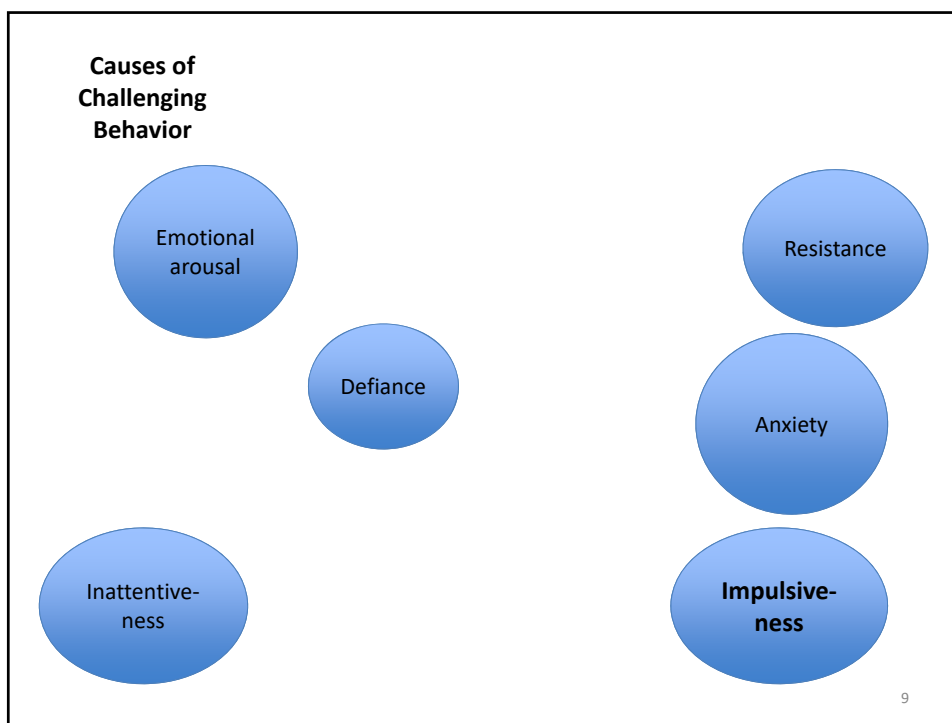 Causes of
Challenging
Behavior
Emotional
arousal
Resistance
Defiance
Anxiety
Inattentive-
ness
Impulsive-
ness
9